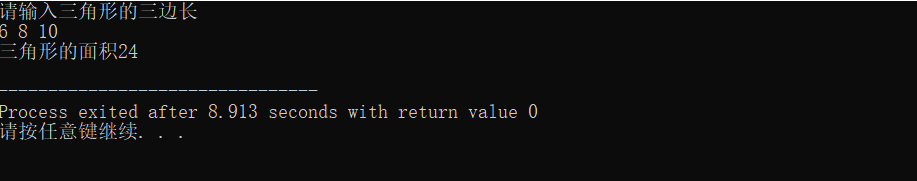 请输入三角形的三边长
6 8 10
三角形的面积24
--------------------------------
Process exited after 8.913 seconds with return value 0
请按任意键继续. . .